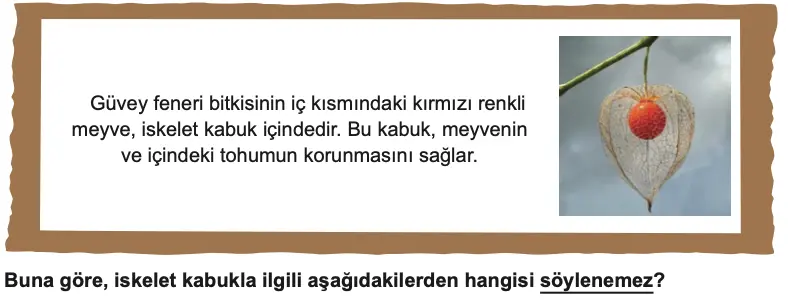 Güvey feneri bitkisinin iç kısmındaki kırmızı renkli
meyve, iskelet kabuk içindedir. Bu kabuk, meyvenin
ve içindeki tohumun korunmasını sağlar.
Buna göre, iskelet kabukla ilgili aşağıdakilerden hangisi söylenemez?